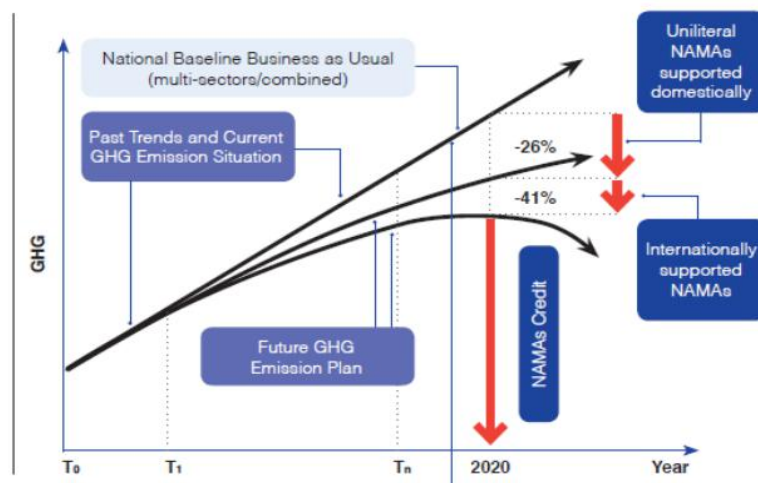 National Baseline Business as Usual
(multi-sectors/combined)
Uniliteral
NAMAs
supported
domestically
Past Trends and Current
GHG Emission Situation
-26%
-41%
GHG
Internationally
supported
NAMAs
Future GHG
Emission Plan
NAMAs Credit
T₀
T₁
Tₙ
2020
Year